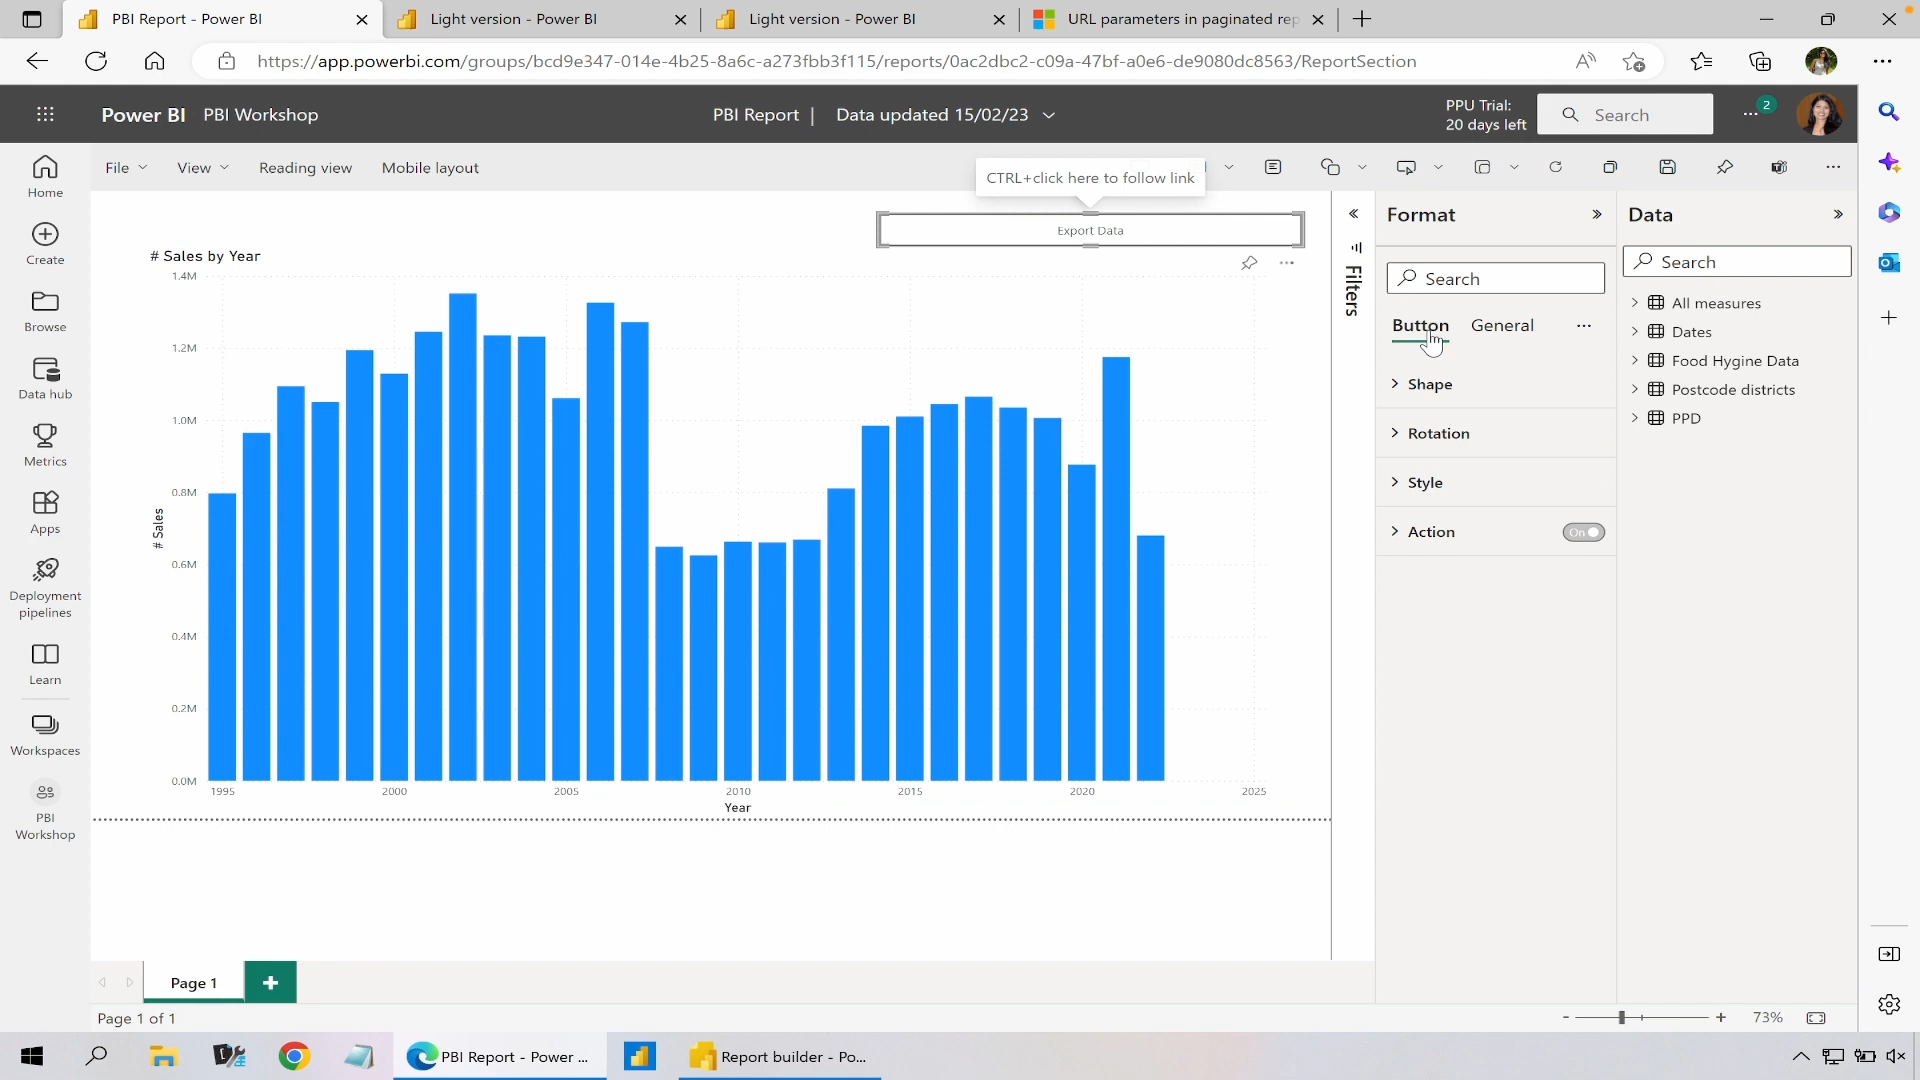 PBI Report - Power BI
Light version - Power BI
Light version - Power BI
URL parameters in paginated rep
https://app.powerbi.com/groups/bcd9e347-014e-4b25-8a6c-a273fbb3f115/reports/0ac2dbc2-c09a-47bf-a0e6-de9080dc8563/ReportSection
Power BI PBI Workshop
PBI Report | Data updated 15/02/23
PPU Trial:
20 days left
Search
2
File View Reading view Mobile layout
CTRL+click here to follow link
Home
Create
Browse
Data hub
Metrics
Apps
Deployment
pipelines
Learn
Workspaces
PBI
Workshop
Export Data
# Sales by Year
1.4M
1.2M
1.0M
0.8M
0.6M
0.4M
0.2M
0.0M
# Sales
1995 2000 2005 2010 2015 2020 2025
Year
Filters
Format
Search
Button General
Shape
Rotation
Style
Action On
Data
Search
All measures
Dates
Food Hygine Data
Postcode districts
PPD
Page 1
Page 1 of 1
- + 73%
PBI Report - Power ...
Report builder - Po...